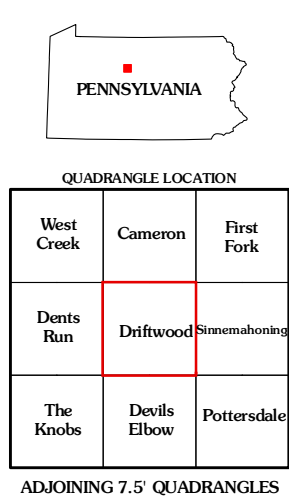 PENNSYLVANIA
QUADRANGLE LOCATION
West
Creek
Cameron
First
Fork
Dents
Run
Driftwood
Sinnemahoning
The
Knobs
Devils
Elbow
Pottersdale
ADJOINING 7.5' QUADRANGLES